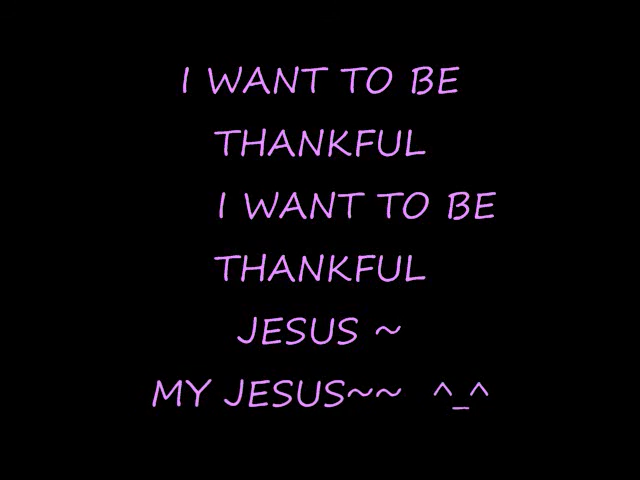 I WANT TO BE
THANKFUL
I WANT TO BE
THANKFUL
JESUS ~
MY JESUS~~ ^_^